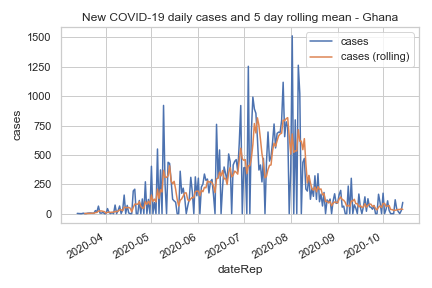 New COVID-19 daily cases and 5 day rolling mean - Ghana
1500
1250
1000
750
500
250
0
cases
cases
cases (rolling)
2020-04
2020-05
2020-06
2020-07
2020-08
2020-09
2020-10
dateRep